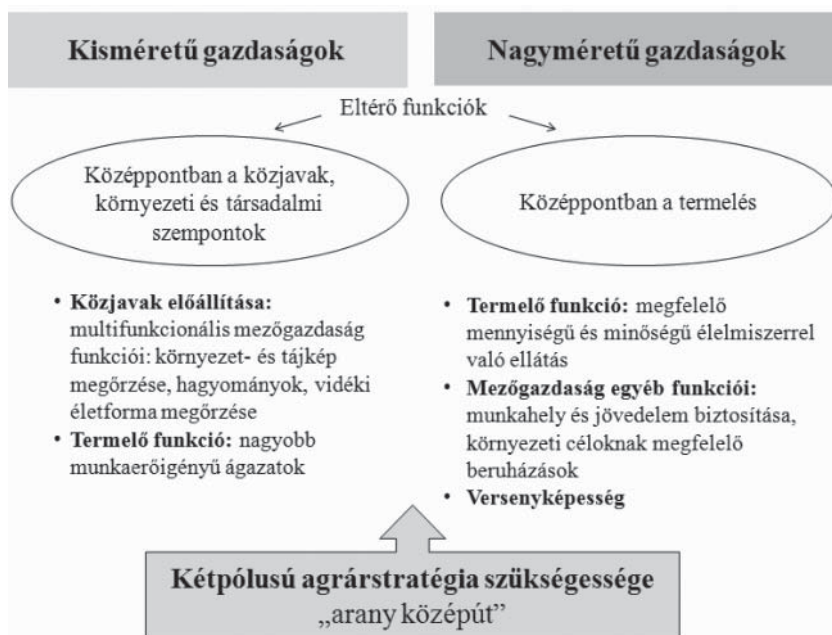 Kisméretű gazdaságok
Nagyméretű gazdaságok
Eltérő funkciók
Középpontban a közjavak,
környezeti és társadalmi
szempontok
Középpontban a termelés
• Közjavak előállítása:
multifunkcionális mezőgazdaság
funkciói: környezet- és tájkép
megőrzése, hagyományok, vidéki
életforma megőrzése
• Termelő funkció: nagyobb
munkaerőigényű ágazatok
• Termelő funkció: megfelelő
mennyiségű és minőségű élelmiszerrel
való ellátás
• Mezőgazdaság egyéb funkciói:
munkahely és jövedelem biztosítása,
környezeti céloknak megfelelő
beruházások
• Versenyképesség
Kétpólusú agrárstratégia szükségessége
„arany középút”